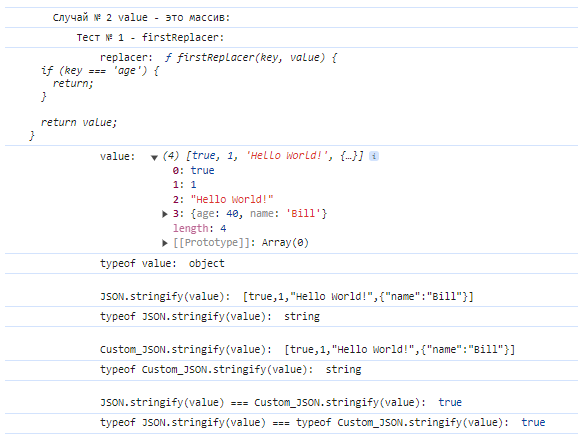 Случай № 2 value - это массив:
Тест № 1 - firstReplacer:
replacer: ƒ firstReplacer(key, value) {
if (key === 'age') {
return;
}
return value;
}
value: ▼ (4) [true, 1, 'Hello World!', {…}] i
0: true
1: 1
2: "Hello World!"
▶ 3: {age: 40, name: 'Bill'}
length: 4
▶ [[Prototype]]: Array(0)
typeof value: object
JSON.stringify(value): [true,1,"Hello World!",{"name":"Bill"}]
typeof JSON.stringify(value): string
Custom_JSON.stringify(value): [true,1,"Hello World!",{"name":"Bill"}]
typeof Custom_JSON.stringify(value): string
JSON.stringify(value) === Custom_JSON.stringify(value): true
typeof JSON.stringify(value) === typeof Custom_JSON.stringify(value): true